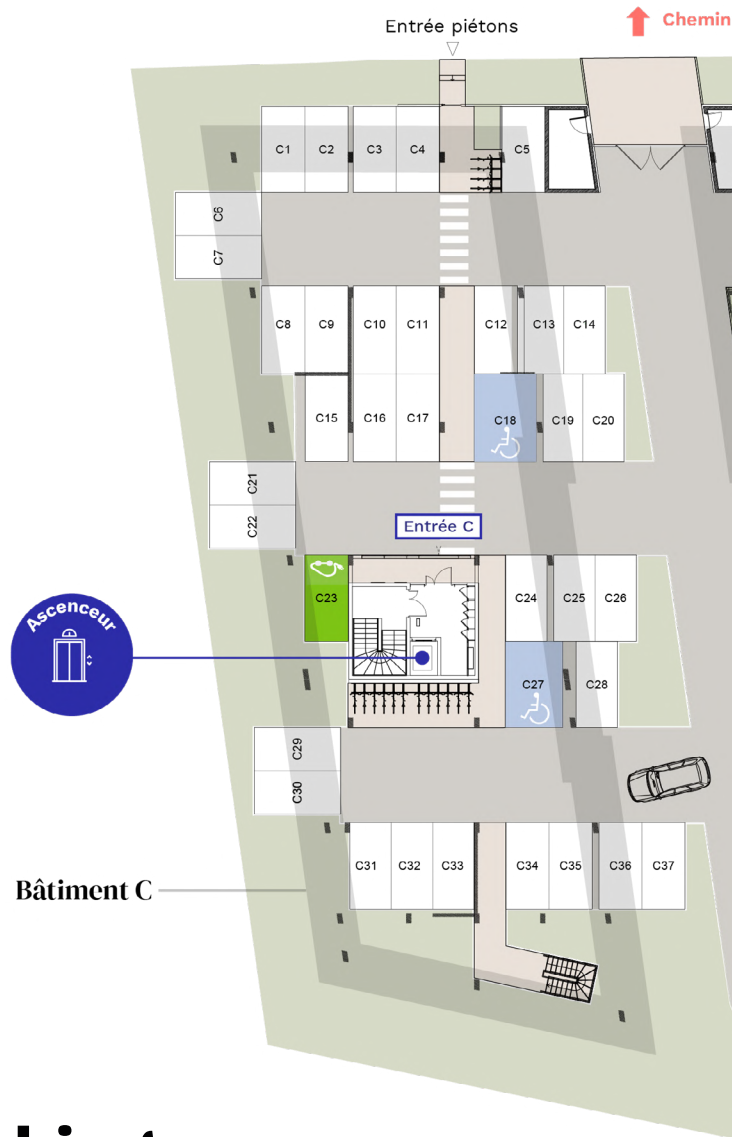 Entrée piétons
Chemin
C1 C2 C3 C4 C5
C6
C7
C8 C9 C10 C11 C12 C13 C14
C15 C16 C17 C18 C19 C20
C21
C22
Entrée C
C23 C24 C25 C26
Ascenceur
C27 C28
C29
C30
C31 C32 C33 C34 C35 C36 C37
Bâtiment C